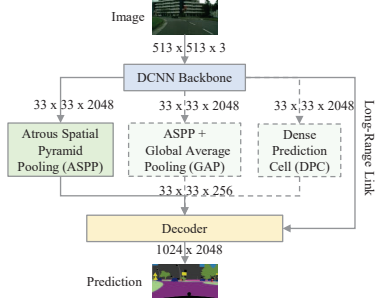 Image
513 x 513 x 3
DCNN Backbone
33 x 33 x 2048
33 x 33 x 2048
33 x 33 x 2048
Atrous Spatial
Pyramid
Pooling (ASPP)
ASPP +
Global Average
Pooling (GAP)
Dense
Prediction
Cell (DPC)
Long-Range Link
33 x 33 x 256
Decoder
1024 x 2048
Prediction